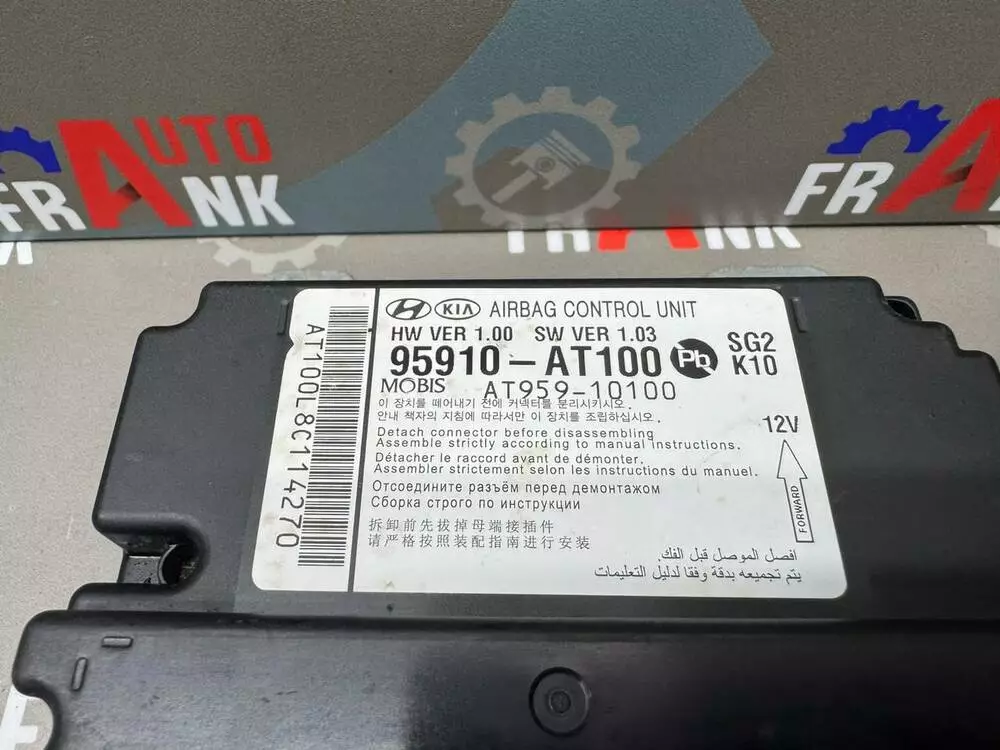 AUTO
FRANK
FRANK
FRA
KIA AIRBAG CONTROL UNIT
HW VER 1.00 SW VER 1.03
95910-AT100 Pb SG2
K10
MOBIS AT959-10100
이 장치를 떼어내기 전에 커넥터를 분리시키시오.
안내 책자의 지침에 따라서만 이 장치를 조립하십시오.
12V
Detach connector before disassembling
Assemble strictly according to manual instructions.
Détacher le raccord avant de démonter.
Assembler strictement selon les instructions du manuel.
FORWARD
Отсоедините разъём перед демонтажом
Сборка строго по инструкции
拆卸前先拔掉母端接插件
请严格按照装配指南进行安装
افصل الموصل قبل الفك.
يتم تجميعه بدقة وفقا لدليل التعليمات
AT100L8C114270